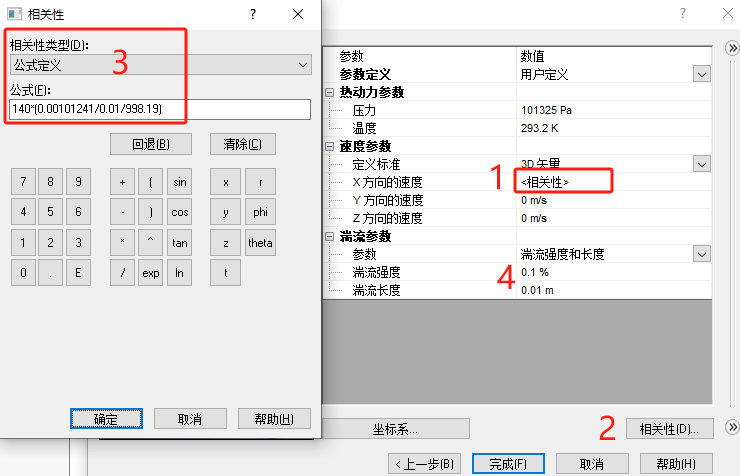 相关性
?
相关性类型(D):
公式定义
3
公式(F):
140*(0.00101241/0.01/998.19)
回退(B) 清除(C)
7 8 9 + ( sin x r
4 5 6 - ) cos y phi
1 2 3 * ^ tan z theta
0 . E / exp ln t
确定 取消 帮助(H)
?
参数 数值
参数定义 用户定义
热动力参数
压力 101325 Pa
温度 293.2 K
速度参数
定义标准 3D 矢量
1
X 方向的速度 <相关性>
Y 方向的速度 0 m/s
Z 方向的速度 0 m/s
湍流参数
参数 湍流强度和长度
4
湍流强度 0.1 %
湍流长度 0.01 m
坐标系... 2 相关性(D)...
<上一步(B) 完成(F) 取消 帮助(H)